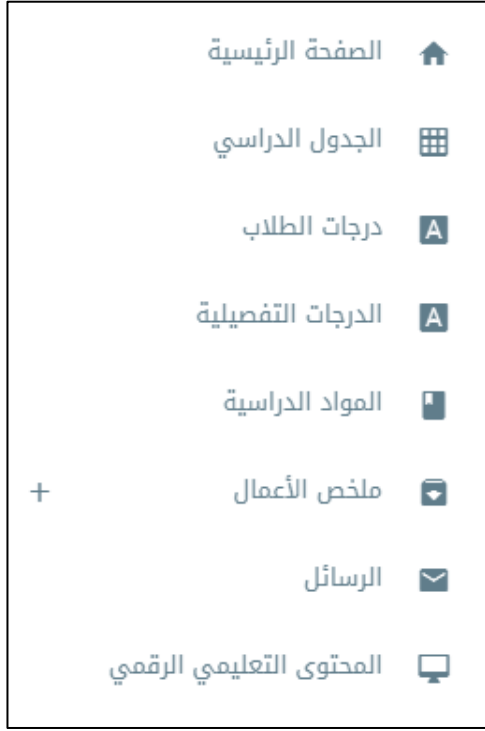 الصفحة الرئيسية
الجدول الدراسي
درجات الطلاب
الدرجات التفصيلية
المواد الدراسية
ملخص الأعمال +
الرسائل
المحتوى التعليمي الرقمي